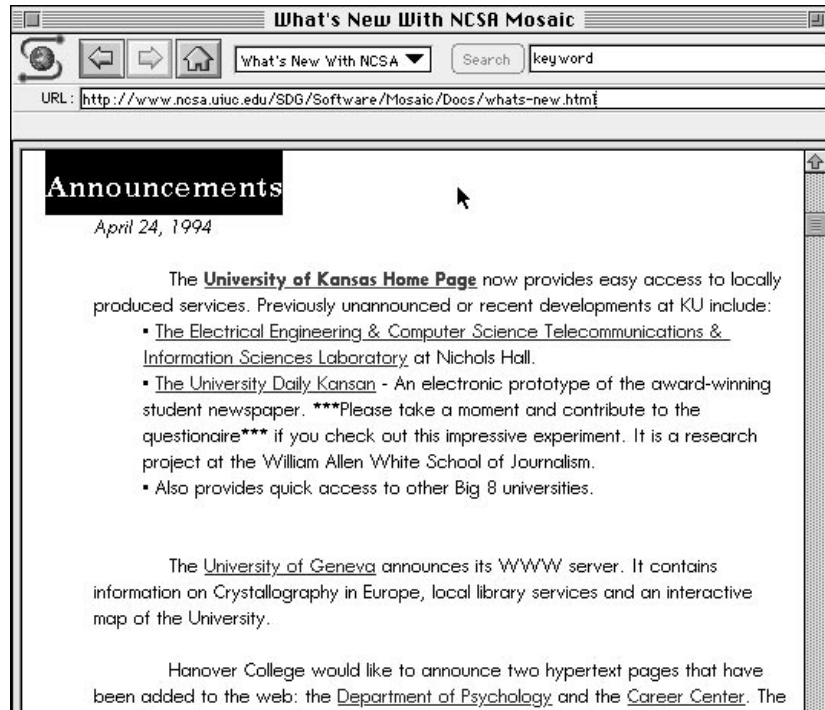 What's New With NCSA Mosaic
What's New With NCSA
Search
keyword
URL: http://www.ncsa.uiuc.edu/SDG/Software/Mosaic/Docs/whats-new.html
Announcements
April 24, 1994
The University of Kansas Home Page now provides easy access to locally
produced services. Previously unannounced or recent developments at KU include:
▪ The Electrical Engineering & Computer Science Telecommunications &
Information Sciences Laboratory at Nichols Hall.
▪ The University Daily Kansan - An electronic prototype of the award-winning
student newspaper. ***Please take a moment and contribute to the
questionaire*** if you check out this impressive experiment. It is a research
project at the William Allen White School of Journalism.
▪ Also provides quick access to other Big 8 universities.
The University of Geneva announces its WWW server. It contains
information on Crystallography in Europe, local library services and an interactive
map of the University.
Hanover College would like to announce two hypertext pages that have
been added to the web: the Department of Psychology and the Career Center. The